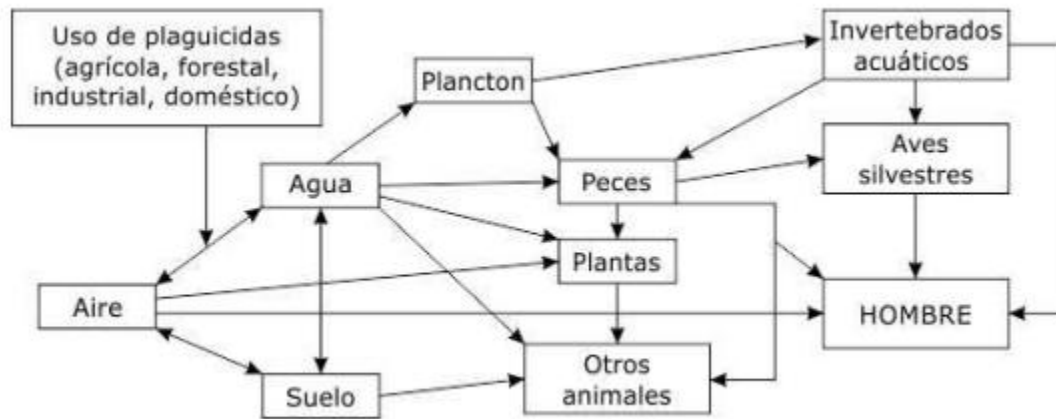 Uso de plaguicidas
(agrícola, forestal,
industrial, doméstico)
Plancton
Invertebrados
acuáticos
Agua
Peces
Aves
silvestres
Plantas
Aire
HOMBRE
Suelo
Otros
animales